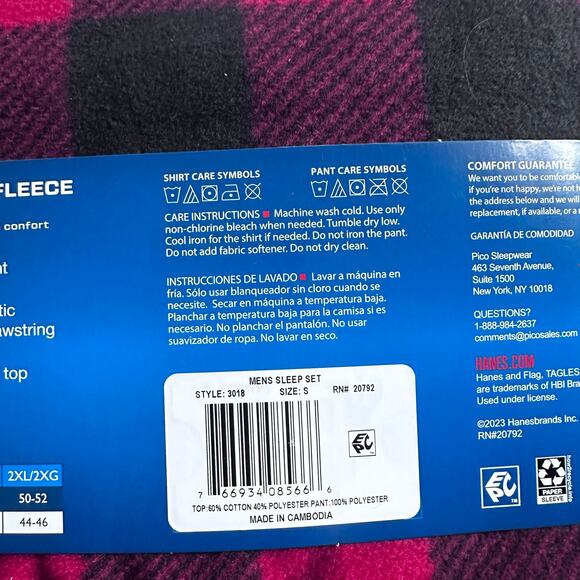 FLEECE
confort
tic
awstring
top
2XL/2XG
50-52
44-46
SHIRT CARE SYMBOLS
PANT CARE SYMBOLS
CARE INSTRUCTIONS ■ Machine wash cold. Use only
non-chlorine bleach when needed. Tumble dry low.
Cool iron for the shirt if needed. Do not iron the pant.
Do not add fabric softener. Do not dry clean.
INSTRUCCIONES DE LAVADO ■ Lavar a máquina en
fría. Sólo usar blanqueador sin cloro cuando se
necesite. Secar en máquina a temperatura baja.
Planchar a temperatura baja para la camisa si es
necesario. No planchar el pantalón. No usar
suavizador de ropa. No lavar en seco.
MENS SLEEP SET
STYLE: 3018 SIZE: S RN# 20792
EPC
7 66934 08566 6
TOP:60% COTTON 40% POLYESTER PANT:100% POLYESTER
MADE IN CAMBODIA
COMFORT GUARANTEE
We want you to be comfortable
if you're not happy, we're not h
the address below and we wi
replacement, if available, or a
GARANTÍA DE COMODIDAD
Pico Sleepwear
463 Seventh Avenue,
Suite 1500
New York, NY 10018
QUESTIONS?
1-888-984-2637
comments@picosales.com
HANES.COM
Hanes and Flag, TAGLES
are trademarks of HBI Bra
Used under license.
©2023 Hanesbrands Inc.
RN#20792
EPC
PAPER
SLEEVE
how2recycle.info